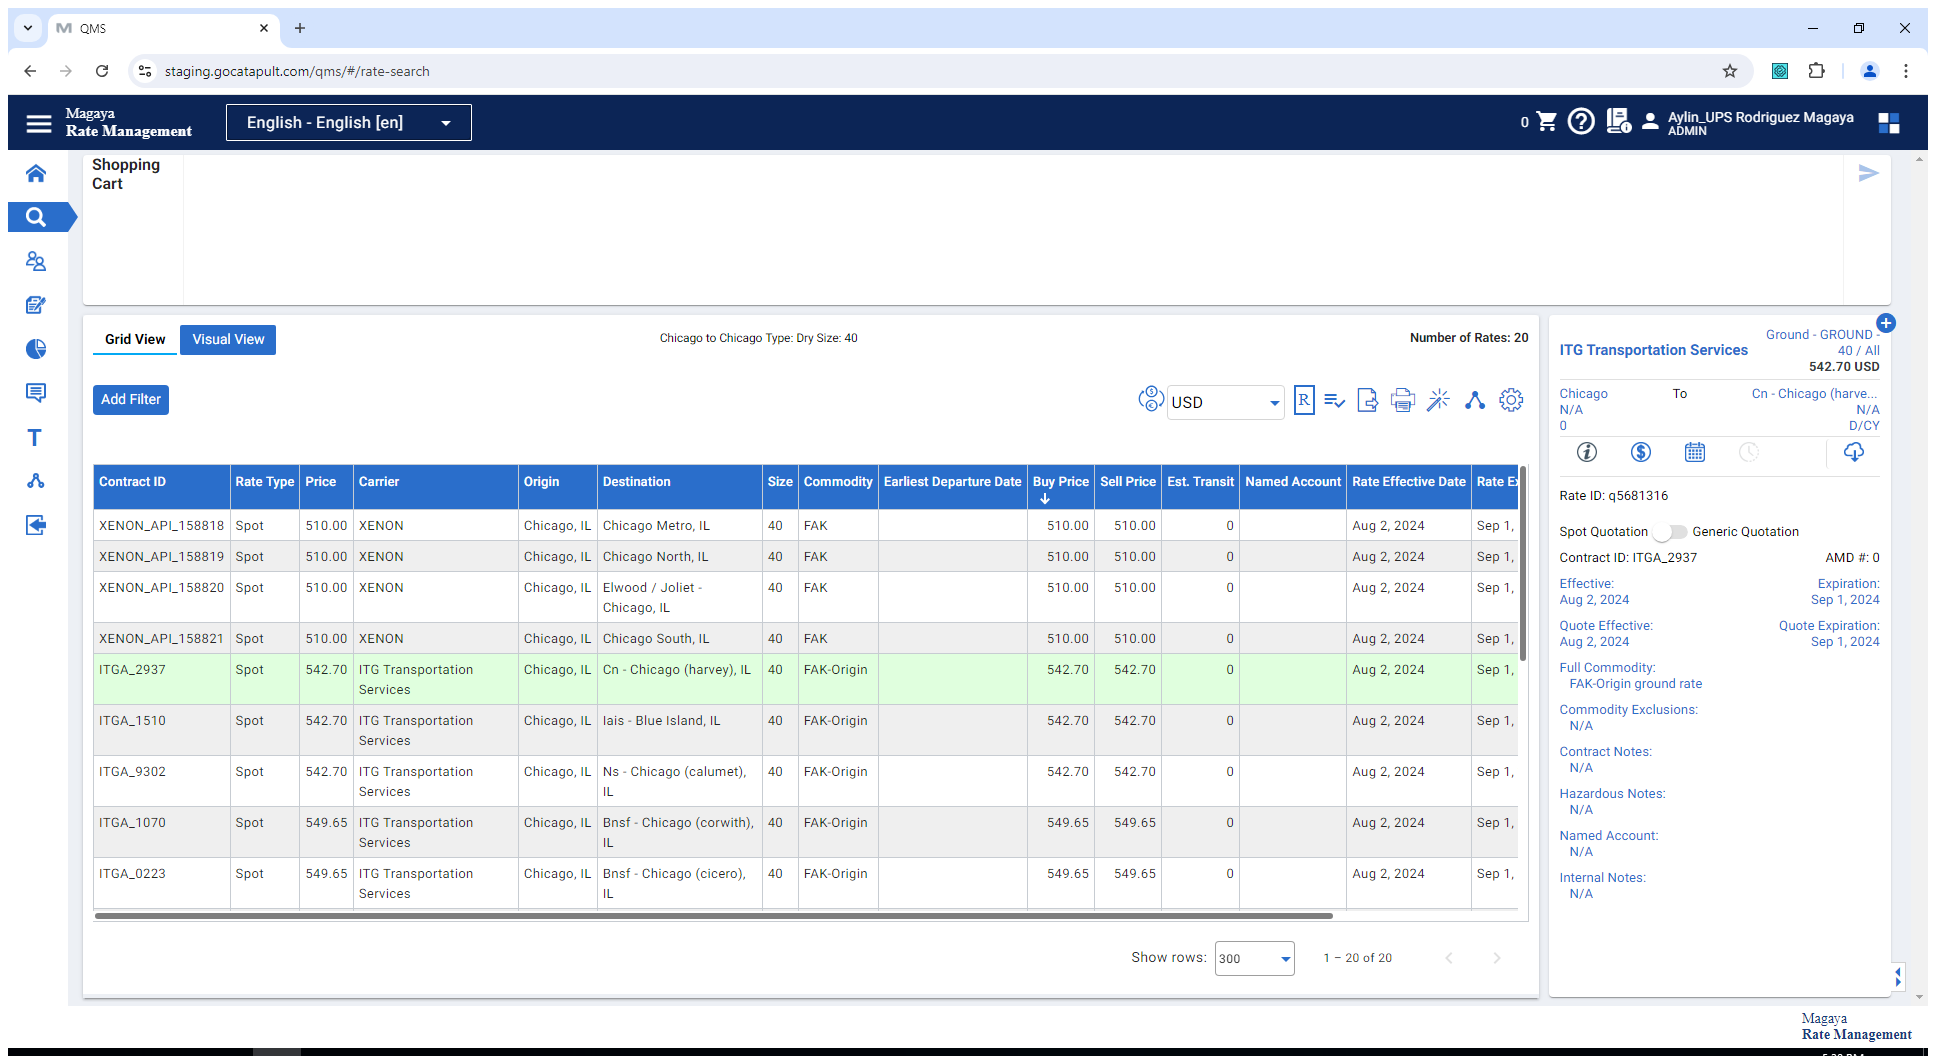 QMS
staging.gocatapult.com/qms/#/rate-search
Magaya
Rate Management
English - English [en]
0
Aylin_UPS Rodriguez Magaya
ADMIN
Shopping
Cart
Grid View
Visual View
Chicago to Chicago Type: Dry Size: 40
Number of Rates: 20
Add Filter
USD
R
Contract ID Rate Type Price Carrier Origin Destination Size Commodity Earliest Departure Date Buy Price Sell Price Est. Transit Named Account Rate Effective Date Rate Ex
XENON_API_158818 Spot 510.00 XENON Chicago, IL Chicago Metro, IL 40 FAK 510.00 510.00 0 Aug 2, 2024 Sep 1,
XENON_API_158819 Spot 510.00 XENON Chicago, IL Chicago North, IL 40 FAK 510.00 510.00 0 Aug 2, 2024 Sep 1,
XENON_API_158820 Spot 510.00 XENON Chicago, IL Elwood / Joliet - 40 FAK 510.00 510.00 0 Aug 2, 2024 Sep 1,
Chicago, IL
XENON_API_158821 Spot 510.00 XENON Chicago, IL Chicago South, IL 40 FAK 510.00 510.00 0 Aug 2, 2024 Sep 1,
ITGA_2937 Spot 542.70 ITG Transportation Chicago, IL Cn - Chicago (harvey), IL 40 FAK-Origin 542.70 542.70 0 Aug 2, 2024 Sep 1,
Services
ITGA_1510 Spot 542.70 ITG Transportation Chicago, IL Iais - Blue Island, IL 40 FAK-Origin 542.70 542.70 0 Aug 2, 2024 Sep 1,
Services
ITGA_9302 Spot 542.70 ITG Transportation Chicago, IL Ns - Chicago (calumet), 40 FAK-Origin 542.70 542.70 0 Aug 2, 2024 Sep 1,
Services IL
ITGA_1070 Spot 549.65 ITG Transportation Chicago, IL Bnsf - Chicago (corwith), 40 FAK-Origin 549.65 549.65 0 Aug 2, 2024 Sep 1,
Services IL
ITGA_0223 Spot 549.65 ITG Transportation Chicago, IL Bnsf - Chicago (cicero), 40 FAK-Origin 549.65 549.65 0 Aug 2, 2024 Sep 1,
Services IL
Show rows: 300 1 – 20 of 20
ITG Transportation Services
Ground - GROUND -
40 / All
542.70 USD
Chicago To Cn - Chicago (harve...
N/A N/A
0 D/CY
Rate ID: q5681316
Spot Quotation Generic Quotation
Contract ID: ITGA_2937 AMD #: 0
Effective: Expiration:
Aug 2, 2024 Sep 1, 2024
Quote Effective: Quote Expiration:
Aug 2, 2024 Sep 1, 2024
Full Commodity:
FAK-Origin ground rate
Commodity Exclusions:
N/A
Contract Notes:
N/A
Hazardous Notes:
N/A
Named Account:
N/A
Internal Notes:
N/A
Magaya
Rate Management